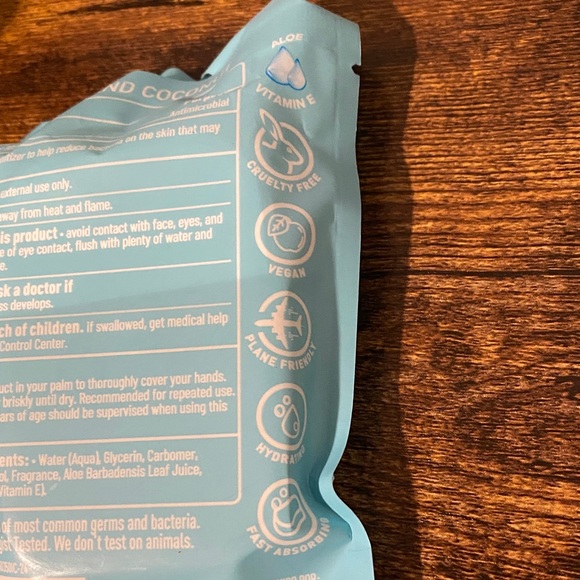 ALOE
VITAMIN E
ND COCON
Antimicrobial
on the skin that may
to help reduce
external use only.
away from heat and flame.
is product - avoid contact with face, eyes, and
e of eye contact, flush with plenty of water and
e.
sk a doctor if
ss develops.
ch of children. if swallowed, get medical help
Control Center.
uct in your palm to thoroughly cover your hands.
briskly until dry. Recommended for repeated use.
ars of age should be supervised when using this
ents: - Water (Aqua), Glycerin, Carbomer,
ol, Fragrance, Aloe Barbadensis Leaf Juice,
Vitamin E).
of most common germs and bacteria.
gist Tested. We don't test on animals.
CRUELTY FREE
VEGAN
PLANE FRIENDLY
HYDRATING
FAST ABSORBING